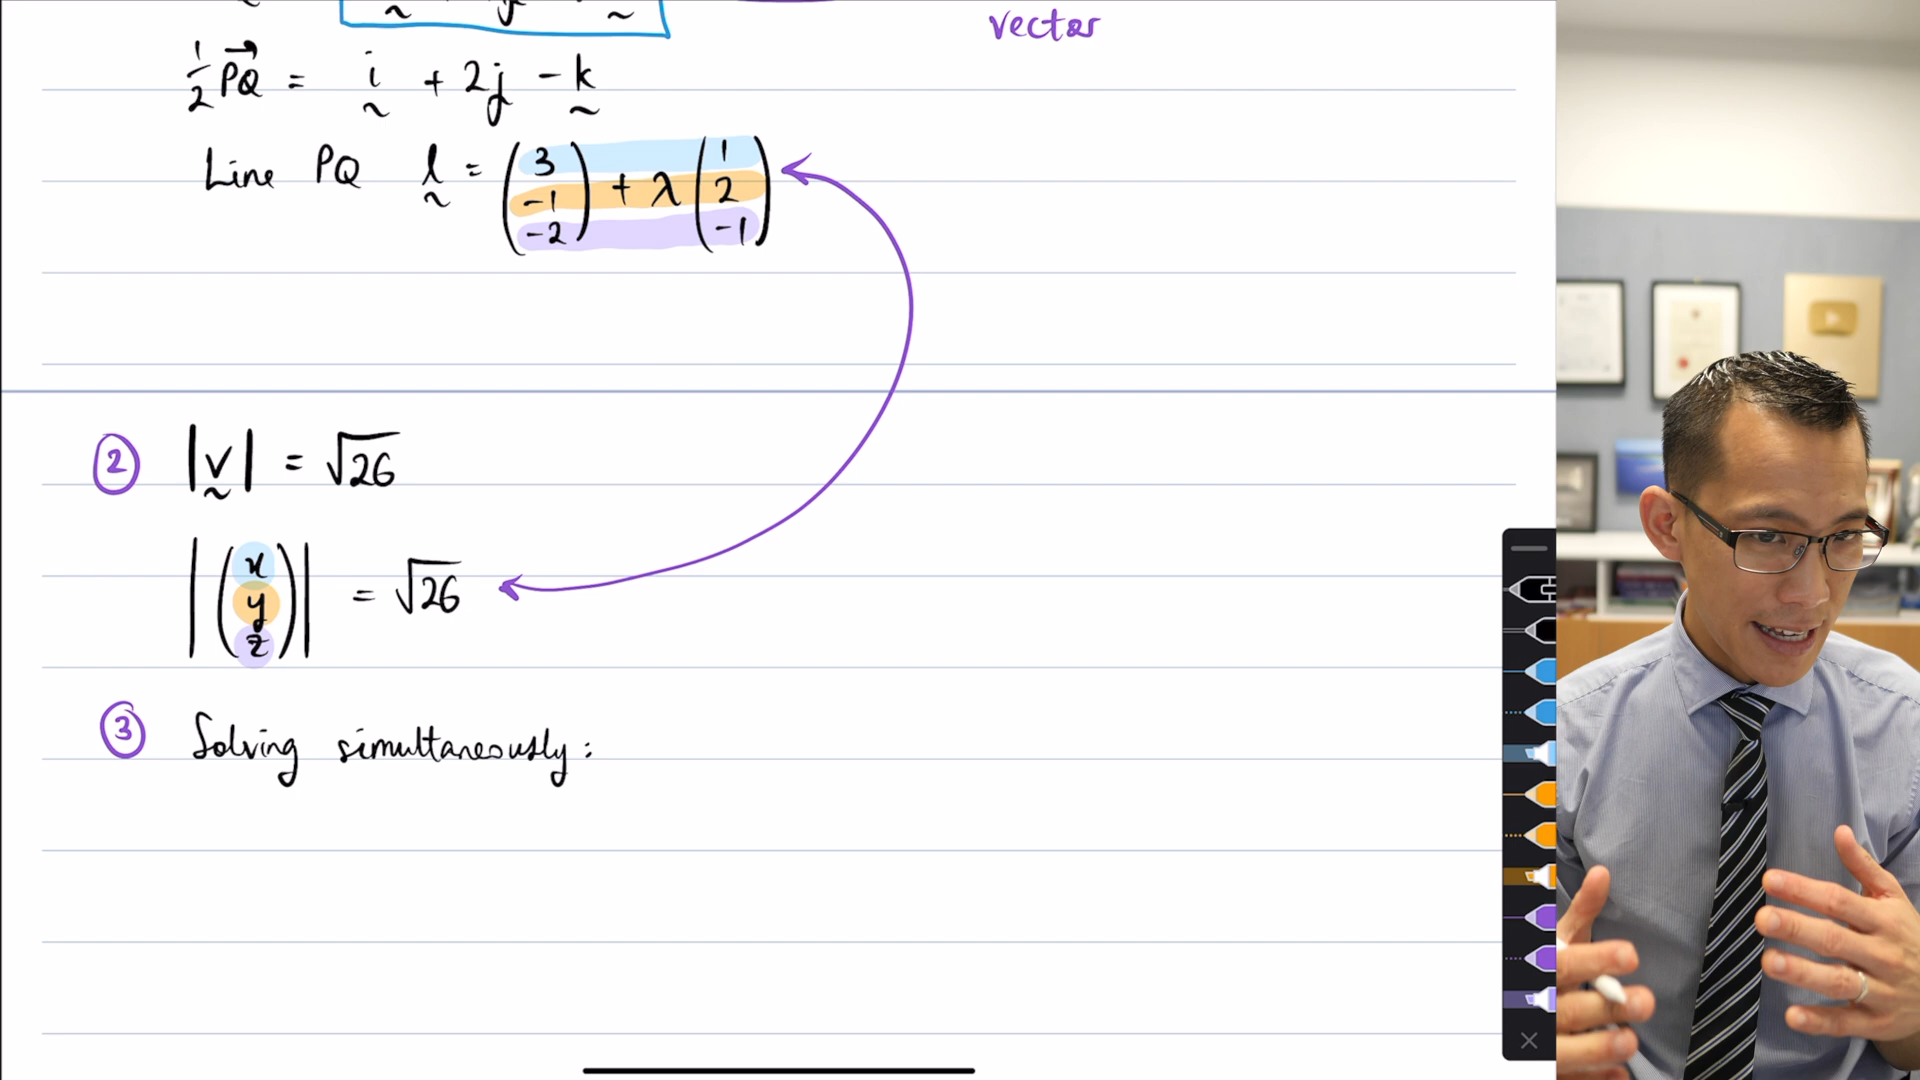 vector
½ PQ⃗ = i + 2j - k
Line PQ l = (3 -1 -2) + λ (1 2 -1)
② |v| = √26
|(x y z)| = √26
③ Solving simultaneously: